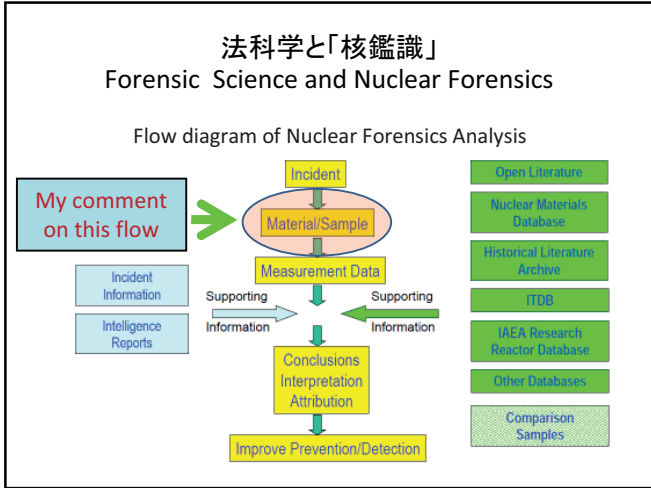 法科学と「核鑑識」
Forensic Science and Nuclear Forensics
Flow diagram of Nuclear Forensics Analysis
My comment
on this flow
Incident
Material/Sample
Measurement Data
Incident
Information
Intelligence
Reports
Supporting
Information
Supporting
Information
Conclusions
Interpretation
Attribution
Improve Prevention/Detection
Open Literature
Nuclear Materials
Database
Historical Literature
Archive
ITDB
IAEA Research
Reactor Database
Other Databases
Comparison
Samples